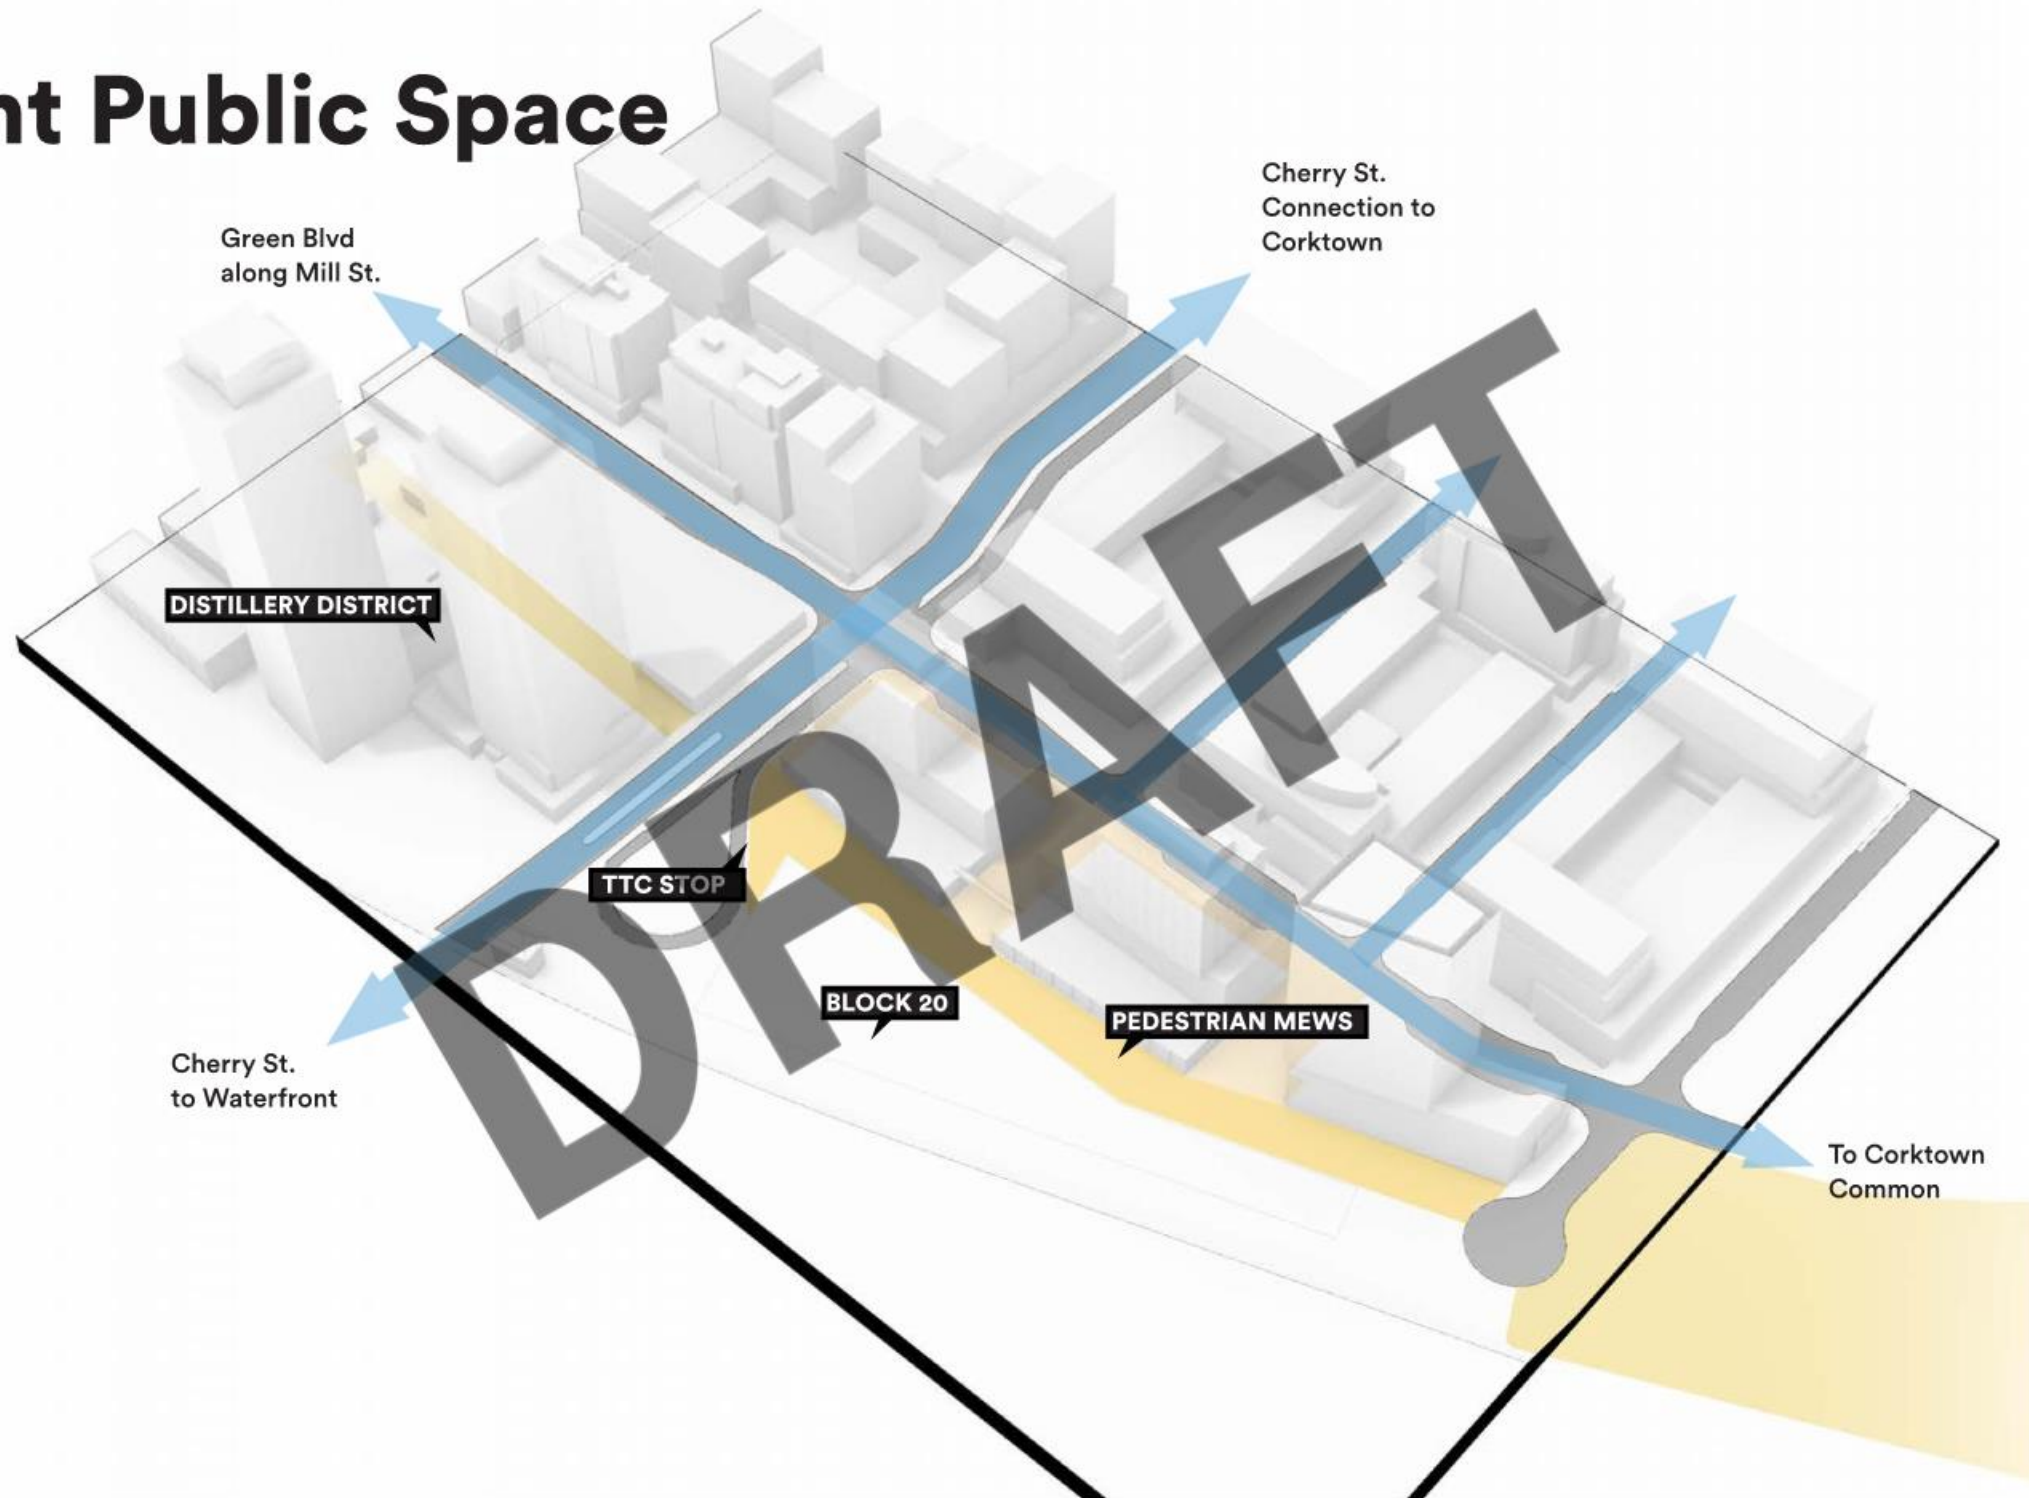 nt Public Space
Cherry St.
Connection to
Corktown
Green Blvd
along Mill St.
DISTILLERY DISTRICT
TTC STOP
BLOCK 20
PEDESTRIAN MEWS
Cherry St.
to Waterfront
To Corktown
Common
DRAFT